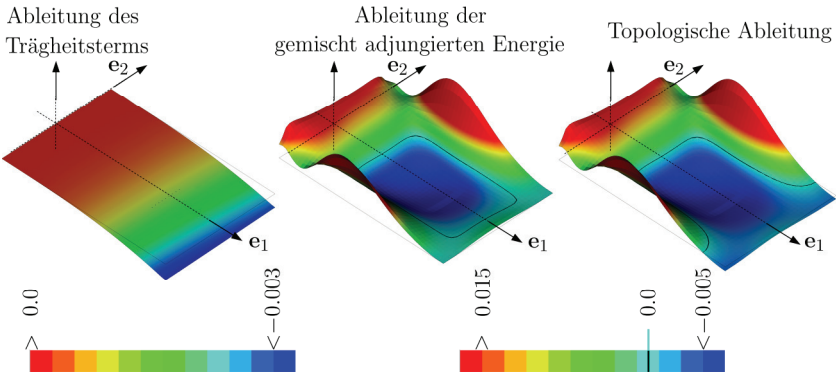 Ableitung des
Trägheitsterms
Ableitung der
gemischt adjungierten Energie
Topologische Ableitung
e2
e2
e2
e1
e1
e1
> 0.0
<−0.003
> 0.015
0.0
<−0.005